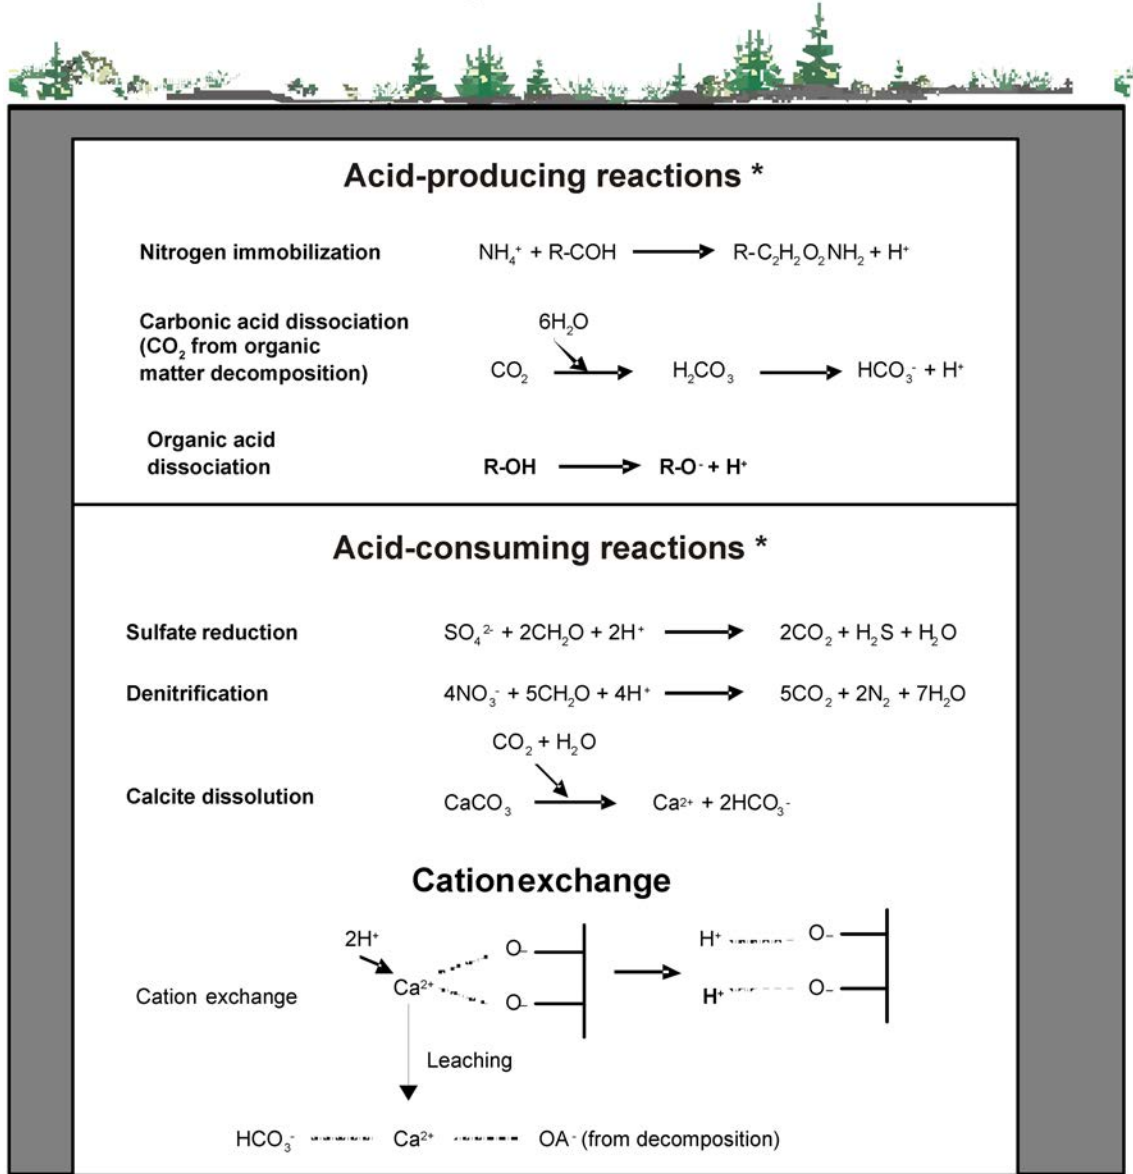 Acid-producing reactions *
Nitrogen immobilization NH₄⁺ + R-COH ⟶ R-C₂H₂O₂NH₂ + H⁺
Carbonic acid dissociation
(CO₂ from organic
matter decomposition)
6H₂O
CO₂ ⟶ H₂CO₃ ⟶ HCO₃⁻ + H⁺
Organic acid
dissociation R-OH ⟶ R-O⁻ + H⁺
Acid-consuming reactions *
Sulfate reduction SO₄²⁻ + 2CH₂O + 2H⁺ ⟶ 2CO₂ + H₂S + H₂O
Denitrification 4NO₃⁻ + 5CH₂O + 4H⁺ ⟶ 5CO₂ + 2N₂ + 7H₂O
CO₂ + H₂O
Calcite dissolution CaCO₃ ⟶ Ca²⁺ + 2HCO₃⁻
Cationexchange
2H⁺ O– H⁺ O–
Cation exchange Ca²⁺ O– H⁺ O–
Leaching
HCO₃⁻ Ca²⁺ OA⁻ (from decomposition)